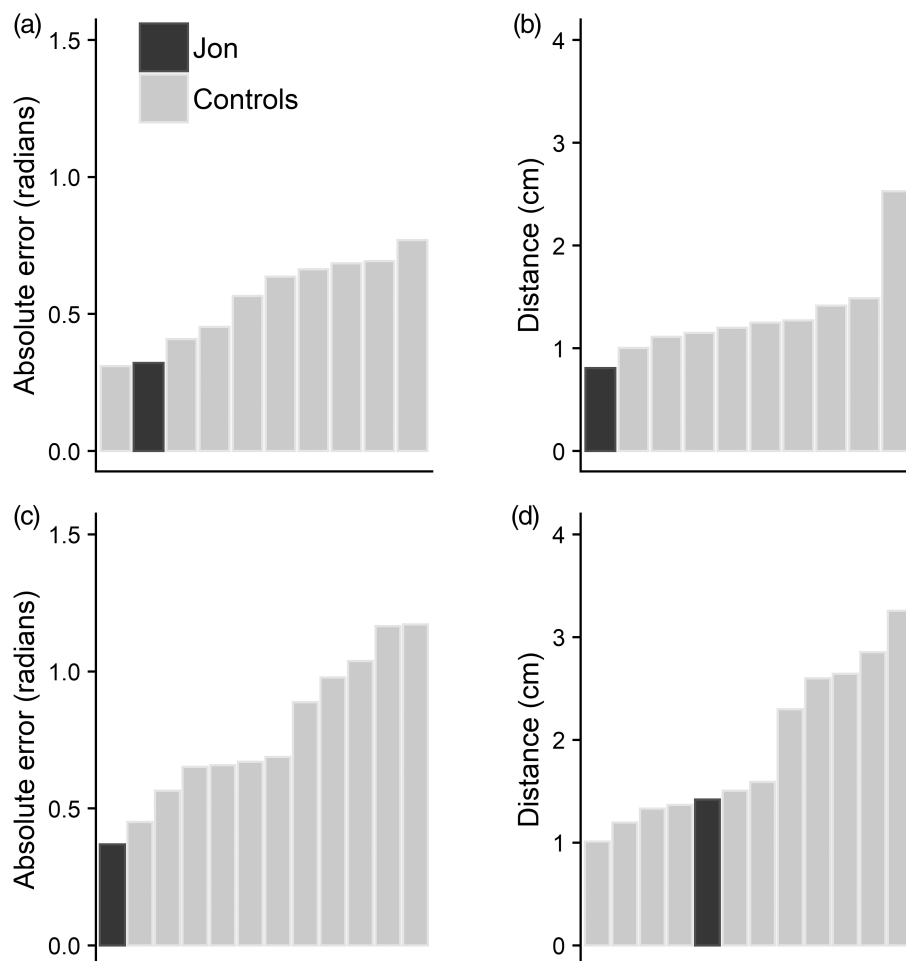 (a)
1.5
1.0
0.5
0.0
Absolute error (radians)
Jon
Controls
(b)
4
3
2
1
0
Distance (cm)
(c)
1.5
1.0
0.5
0.0
Absolute error (radians)
(d)
4
3
2
1
0
Distance (cm)